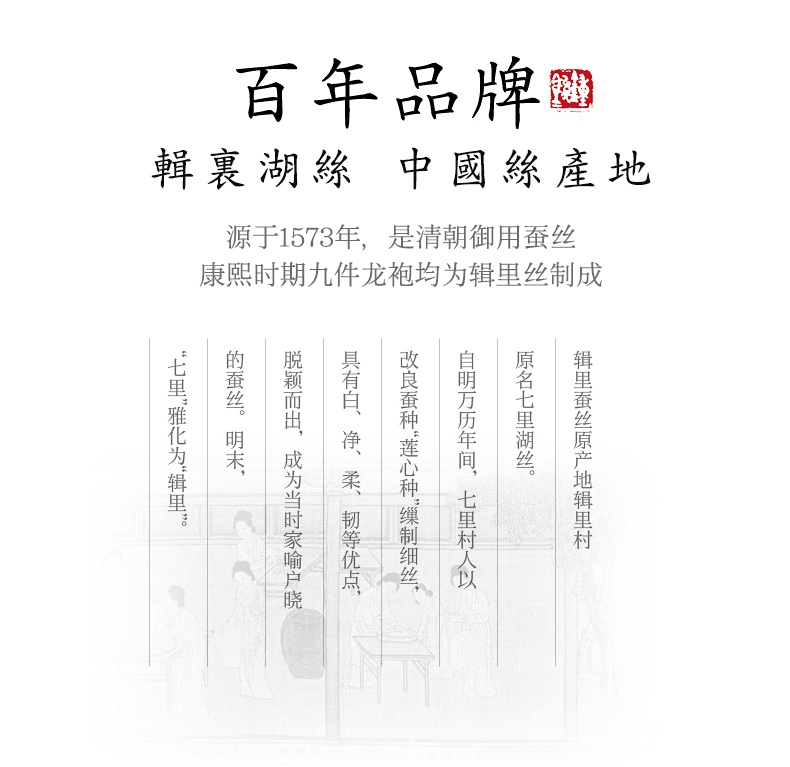 百年品牌
輯裏湖絲 中國絲產地
源于1573年，是清朝御用蚕丝
康熙时期九件龙袍均为辑里丝制成
辑里蚕丝原产地辑里村
原名七里湖丝。
自明万历年间，七里村人以
改良蚕种“莲心种”缫制细丝，
具有白、净、柔、韧等优点，
脱颖而出，成为当时家喻户晓
的蚕丝。明末，
“七里”雅化为“辑里”。